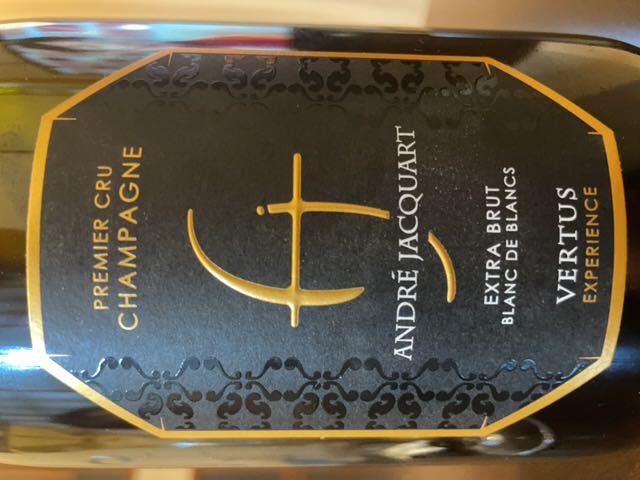 PREMIER CRU
CHAMPAGNE
ANDRÉ JACQUART
EXTRA BRUT
BLANC DE BLANCS
VERTUS
EXPERIENCE